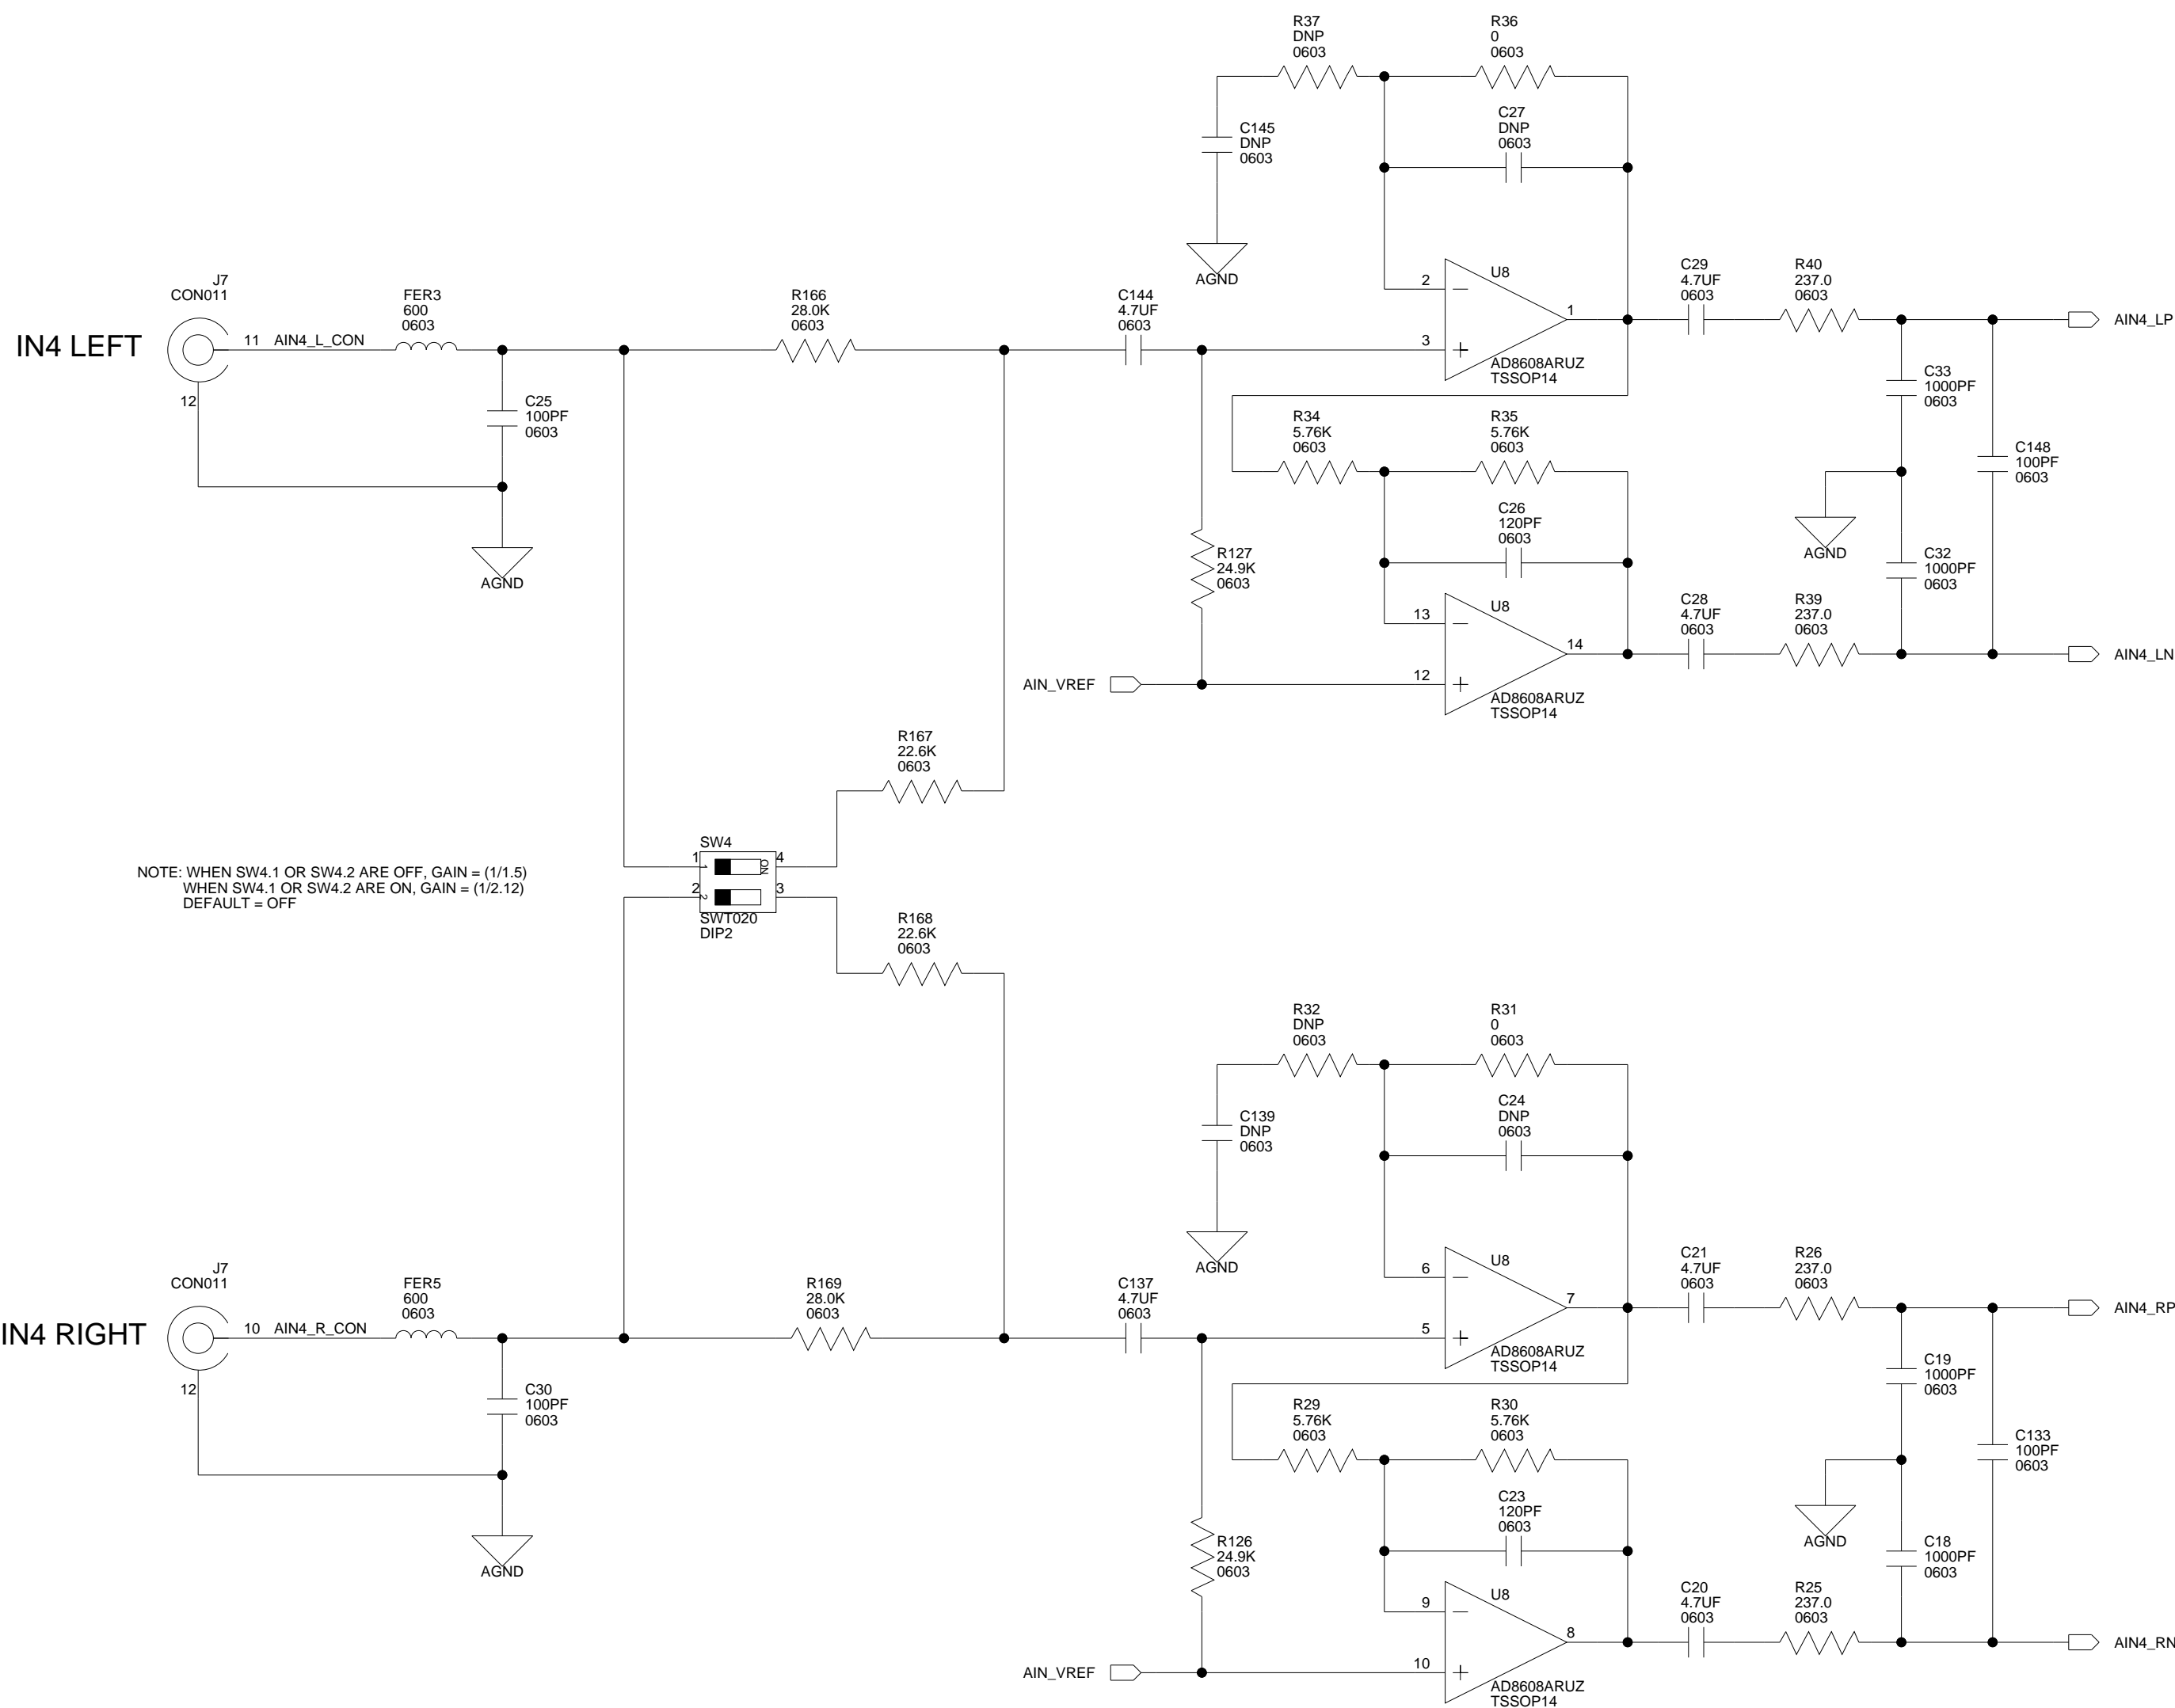 R37
DNP
0603
R36
0
0603
C145
DNP
0603
C27
DNP
0603
AGND
J7
CON011
IN4 LEFT
11 AIN4_L_CON
12
FER3
600
0603
C25
100PF
0603
AGND
R166
28.0K
0603
C144
4.7UF
0603
2
3
U8
1
AD8608ARUZ
TSSOP14
C29
4.7UF
0603
R40
237.0
0603
AIN4_LP
C33
1000PF
0603
C148
100PF
0603
AGND
C32
1000PF
0603
R34
5.76K
0603
R35
5.76K
0603
C26
120PF
0603
R127
24.9K
0603
AIN_VREF
13
12
U8
14
AD8608ARUZ
TSSOP14
C28
4.7UF
0603
R39
237.0
0603
AIN4_LN
R167
22.6K
0603
NOTE: WHEN SW4.1 OR SW4.2 ARE OFF, GAIN = (1/1.5)
WHEN SW4.1 OR SW4.2 ARE ON, GAIN = (1/2.12)
DEFAULT = OFF
SW4
1
1
ON
4
2
2
3
SWT020
DIP2
R168
22.6K
0603
R32
DNP
0603
R31
0
0603
C139
DNP
0603
C24
DNP
0603
AGND
J7
CON011
IN4 RIGHT
10 AIN4_R_CON
12
FER5
600
0603
C30
100PF
0603
AGND
R169
28.0K
0603
C137
4.7UF
0603
6
5
U8
7
AD8608ARUZ
TSSOP14
C21
4.7UF
0603
R26
237.0
0603
AIN4_RP
C19
1000PF
0603
C133
100PF
0603
AGND
C18
1000PF
0603
R29
5.76K
0603
R30
5.76K
0603
C23
120PF
0603
R126
24.9K
0603
AIN_VREF
9
10
U8
8
AD8608ARUZ
TSSOP14
C20
4.7UF
0603
R25
237.0
0603
AIN4_RN